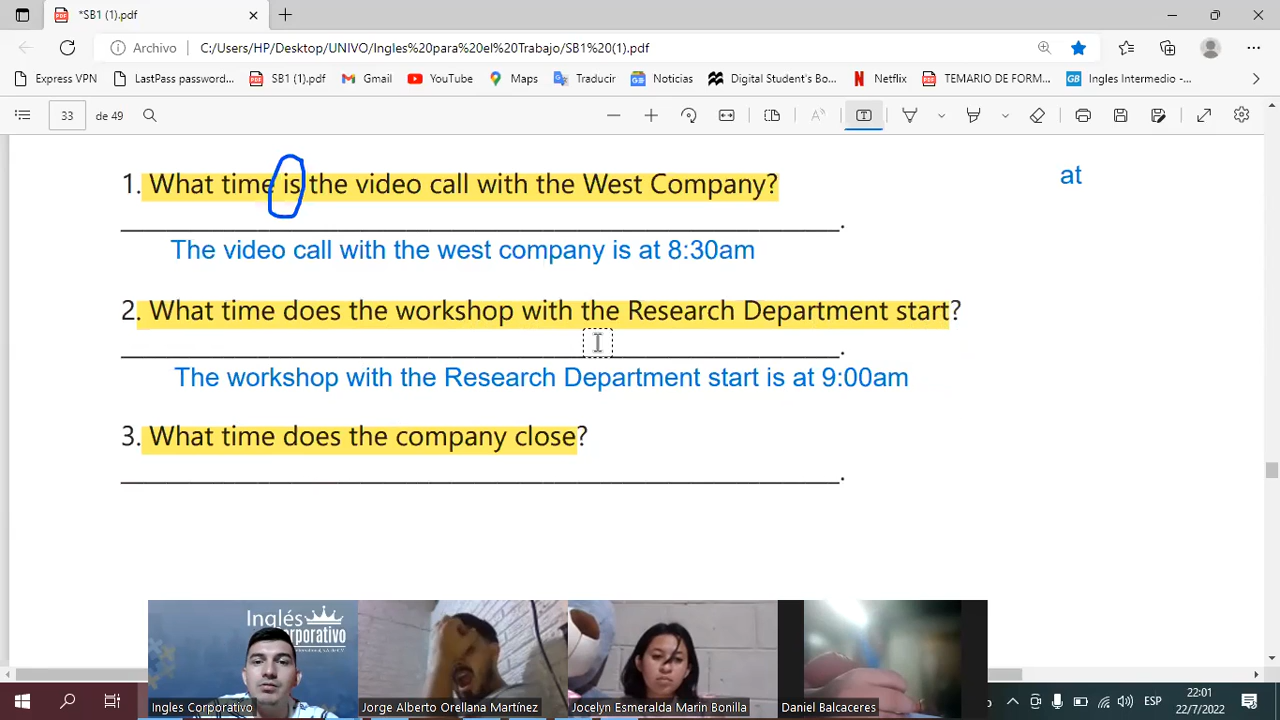 *SB1 (1).pdf
Archivo C:/Users/HP/Desktop/UNIVO/Ingles%20para%20el%20Trabajo/SB1%20(1).pdf
Express VPN LastPass password... SB1 (1).pdf Gmail YouTube Maps Traducir Noticias Digital Student's Bo... Netflix TEMARIO DE FORM... GB Ingles Intermedio -...
33 de 49
1. What time is the video call with the West Company?
at
The video call with the west company is at 8:30am
2. What time does the workshop with the Research Department start?
The workshop with the Research Department start is at 9:00am
3. What time does the company close?
Inglés
orporativo
Ingles Corporativo Jorge Alberto Orellana Martínez Jocelyn Esmeralda Marin Bonilla Daniel Balcaceres
ESP 22:01
22/7/2022